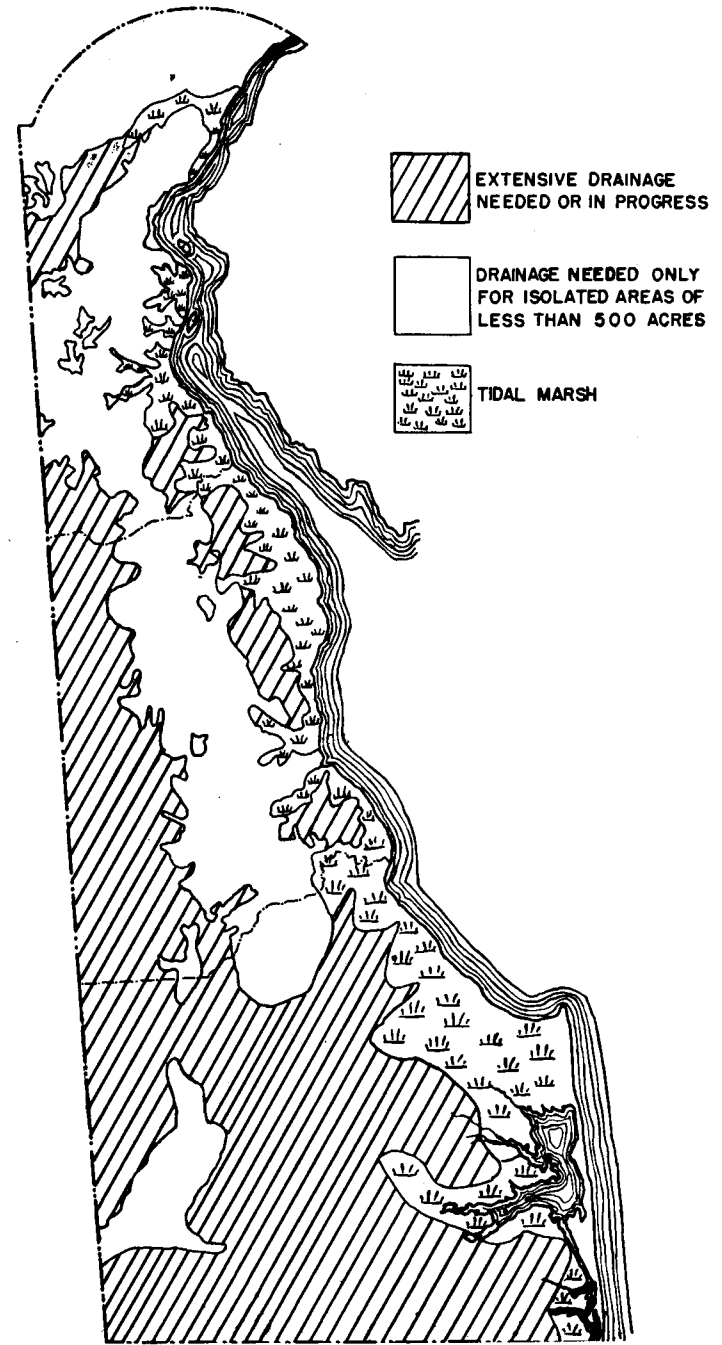 EXTENSIVE DRAINAGE
NEEDED OR IN PROGRESS
DRAINAGE NEEDED ONLY
FOR ISOLATED AREAS OF
LESS THAN 500 ACRES
TIDAL MARSH